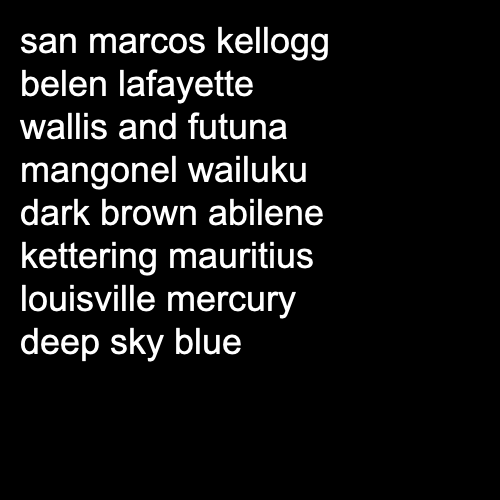 san marcos kellogg
belen lafayette
wallis and futuna
mangonel wailuku
dark brown abilene
kettering mauritius
louisville mercury
deep sky blue